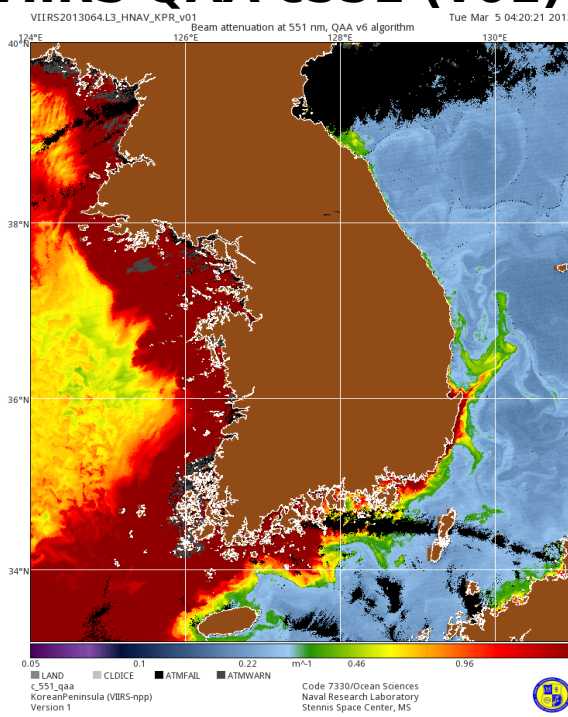 VIIRS2013064.L3_HNAV_KPR_v01 Tue Mar 5 04:20:21 201
Beam attenuation at 551 nm, QAA v6 algorithm
124°E 126°E 128°E 130°E
40°N
38°N
36°N
34°N
0.05 0.1 0.22 m^-1 0.46 0.96
LAND CLDICE ATMFAIL ATMWARN
c_551_qaa
KoreanPeninsula (VIIRS-npp)
Version 1
Code 7330/Ocean Sciences
Naval Research Laboratory
Stennis Space Center, MS